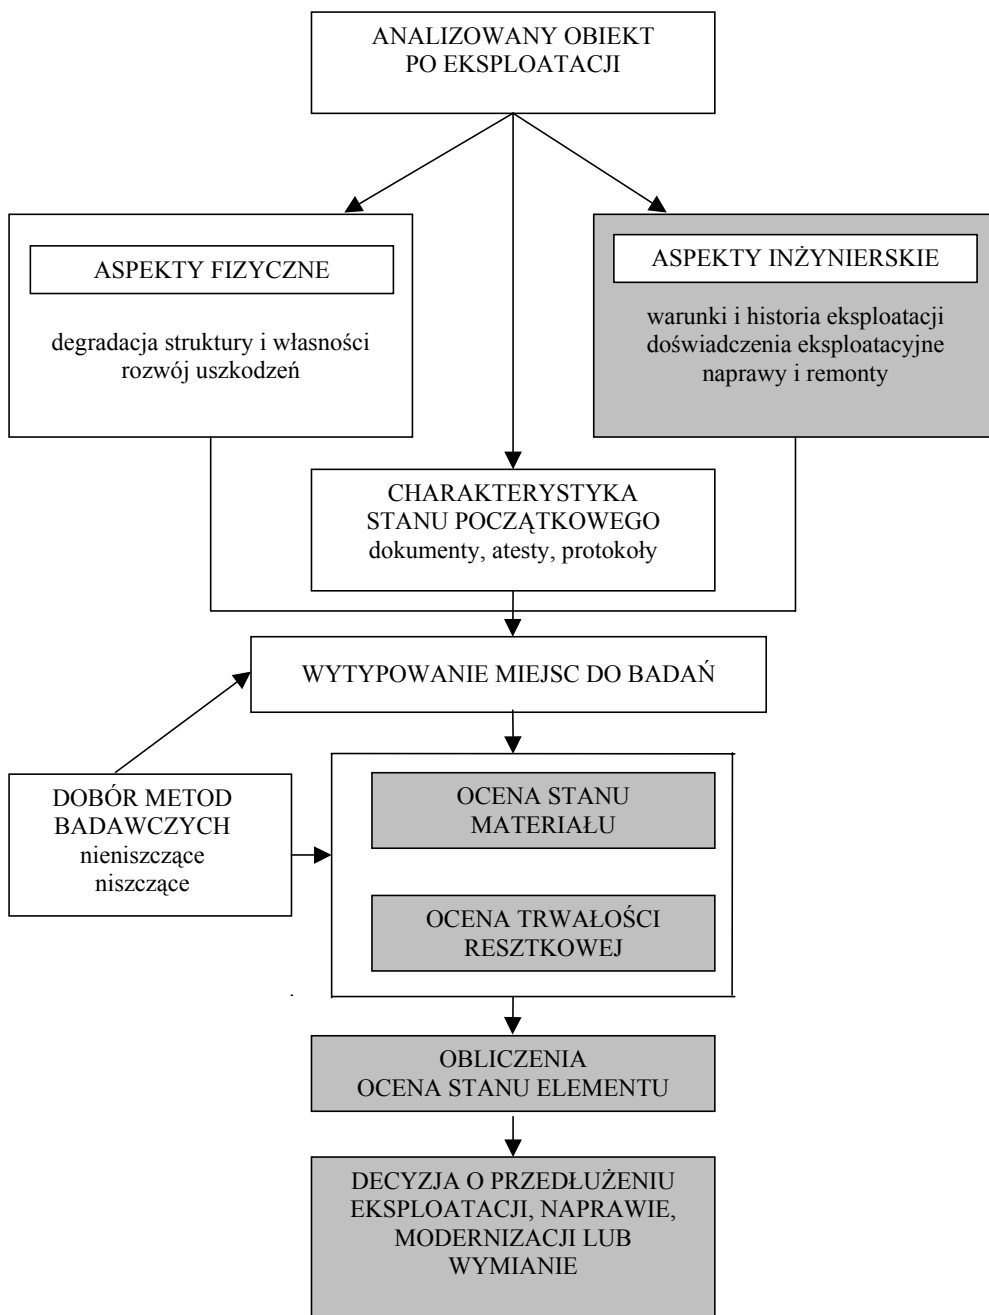 ANALIZOWANY OBIEKT
PO EKSPLOATACJI
ASPEKTY FIZYCZNE
degradacja struktury i własności
rozwój uszkodzeń
ASPEKTY INŻYNIERSKIE
warunki i historia eksploatacji
doświadczenia eksploatacyjne
naprawy i remonty
CHARAKTERYSTYKA
STANU POCZĄTKOWEGO
dokumenty, atesty, protokoły
WYTYPOWANIE MIEJSC DO BADAŃ
DOBÓR METOD
BADAWCZYCH
nieniszczące
niszczące
OCENA STANU
MATERIAŁU
OCENA TRWAŁOŚCI
RESZTKOWEJ
OBLICZENIA
OCENA STANU ELEMENTU
DECYZJA O PRZEDŁUŻENIU
EKSPLOATACJI, NAPRAWIE,
MODERNIZACJI LUB
WYMIANIE